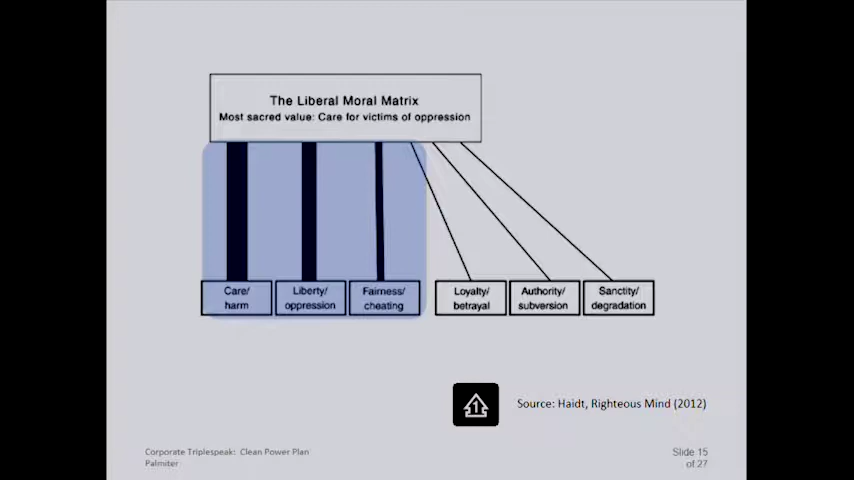 The Liberal Moral Matrix
Most sacred value: Care for victims of oppression
Care/
harm
Liberty/
oppression
Fairness/
cheating
Loyalty/
betrayal
Authority/
subversion
Sanctity/
degradation
1
Source: Haidt, Righteous Mind (2012)
Corporate Triplespeak: Clean Power Plan
Palmiter
Slide 15
of 27